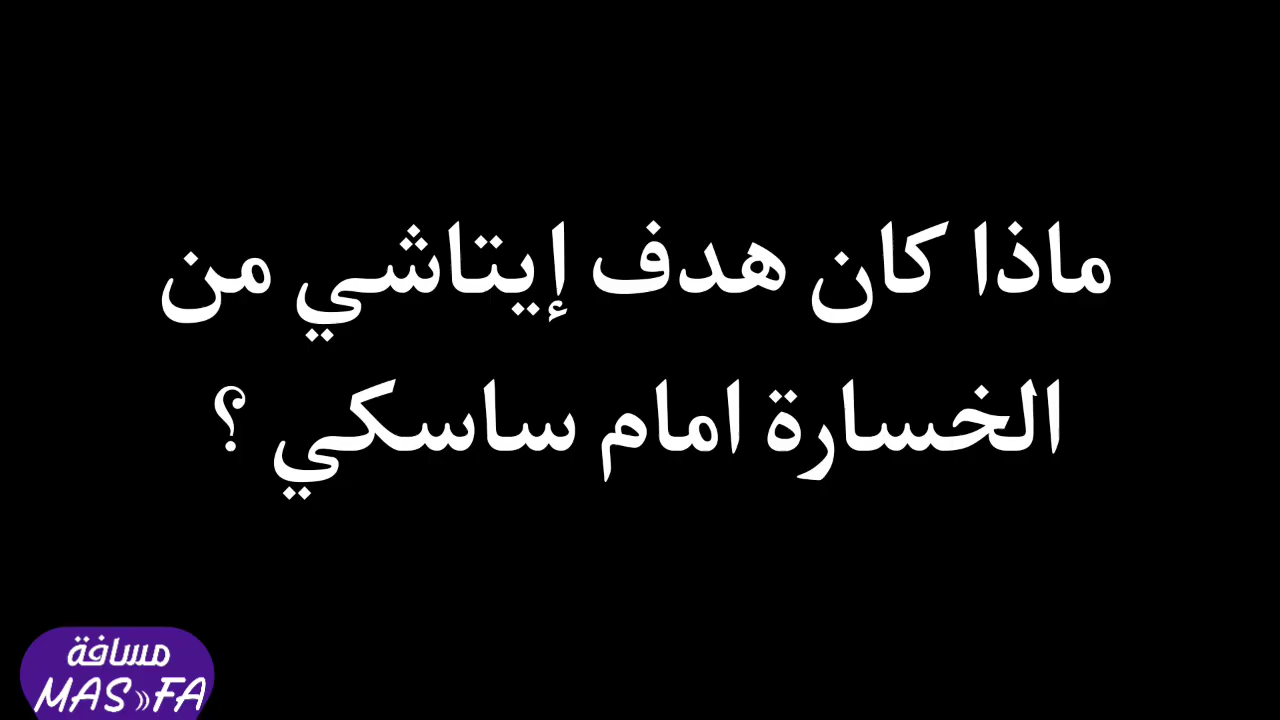 ماذا كان هدف إيتاشي من
الخسارة امام ساسكي ؟
مسافة
MAS»FA